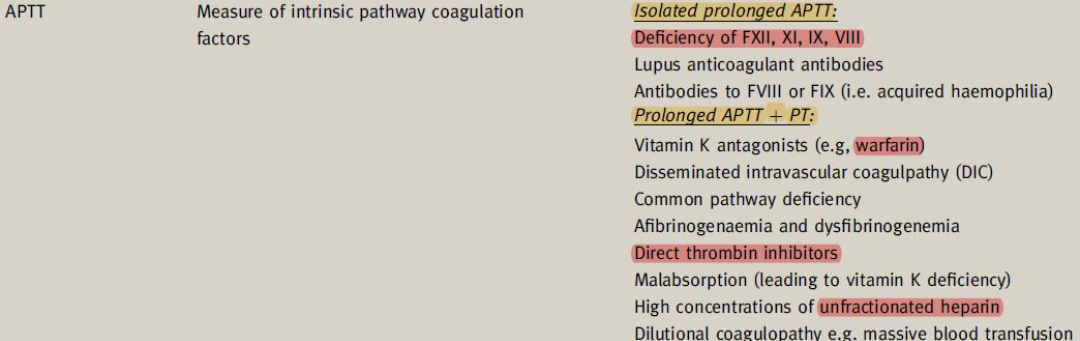 APTT
Measure of intrinsic pathway coagulation
factors
Isolated prolonged APTT:
Deficiency of FXII, XI, IX, VIII
Lupus anticoagulant antibodies
Antibodies to FVIII or FIX (i.e. acquired haemophilia)
Prolonged APTT + PT:
Vitamin K antagonists (e.g, warfarin)
Disseminated intravascular coagulpathy (DIC)
Common pathway deficiency
Afibrinogenaemia and dysfibrinogenemia
Direct thrombin inhibitors
Malabsorption (leading to vitamin K deficiency)
High concentrations of unfractionated heparin
Dilutional coagulopathy e.g. massive blood transfusion